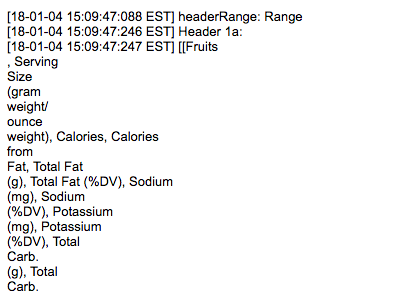 [18-01-04 15:09:47:088 EST] headerRange: Range
[18-01-04 15:09:47:246 EST] Header 1a:
[18-01-04 15:09:47:247 EST] [[Fruits
, Serving
Size
(gram
weight/
ounce
weight), Calories, Calories
from
Fat, Total Fat
(g), Total Fat (%DV), Sodium
(mg), Sodium
(%DV), Potassium
(mg), Potassium
(%DV), Total
Carb.
(g), Total
Carb.